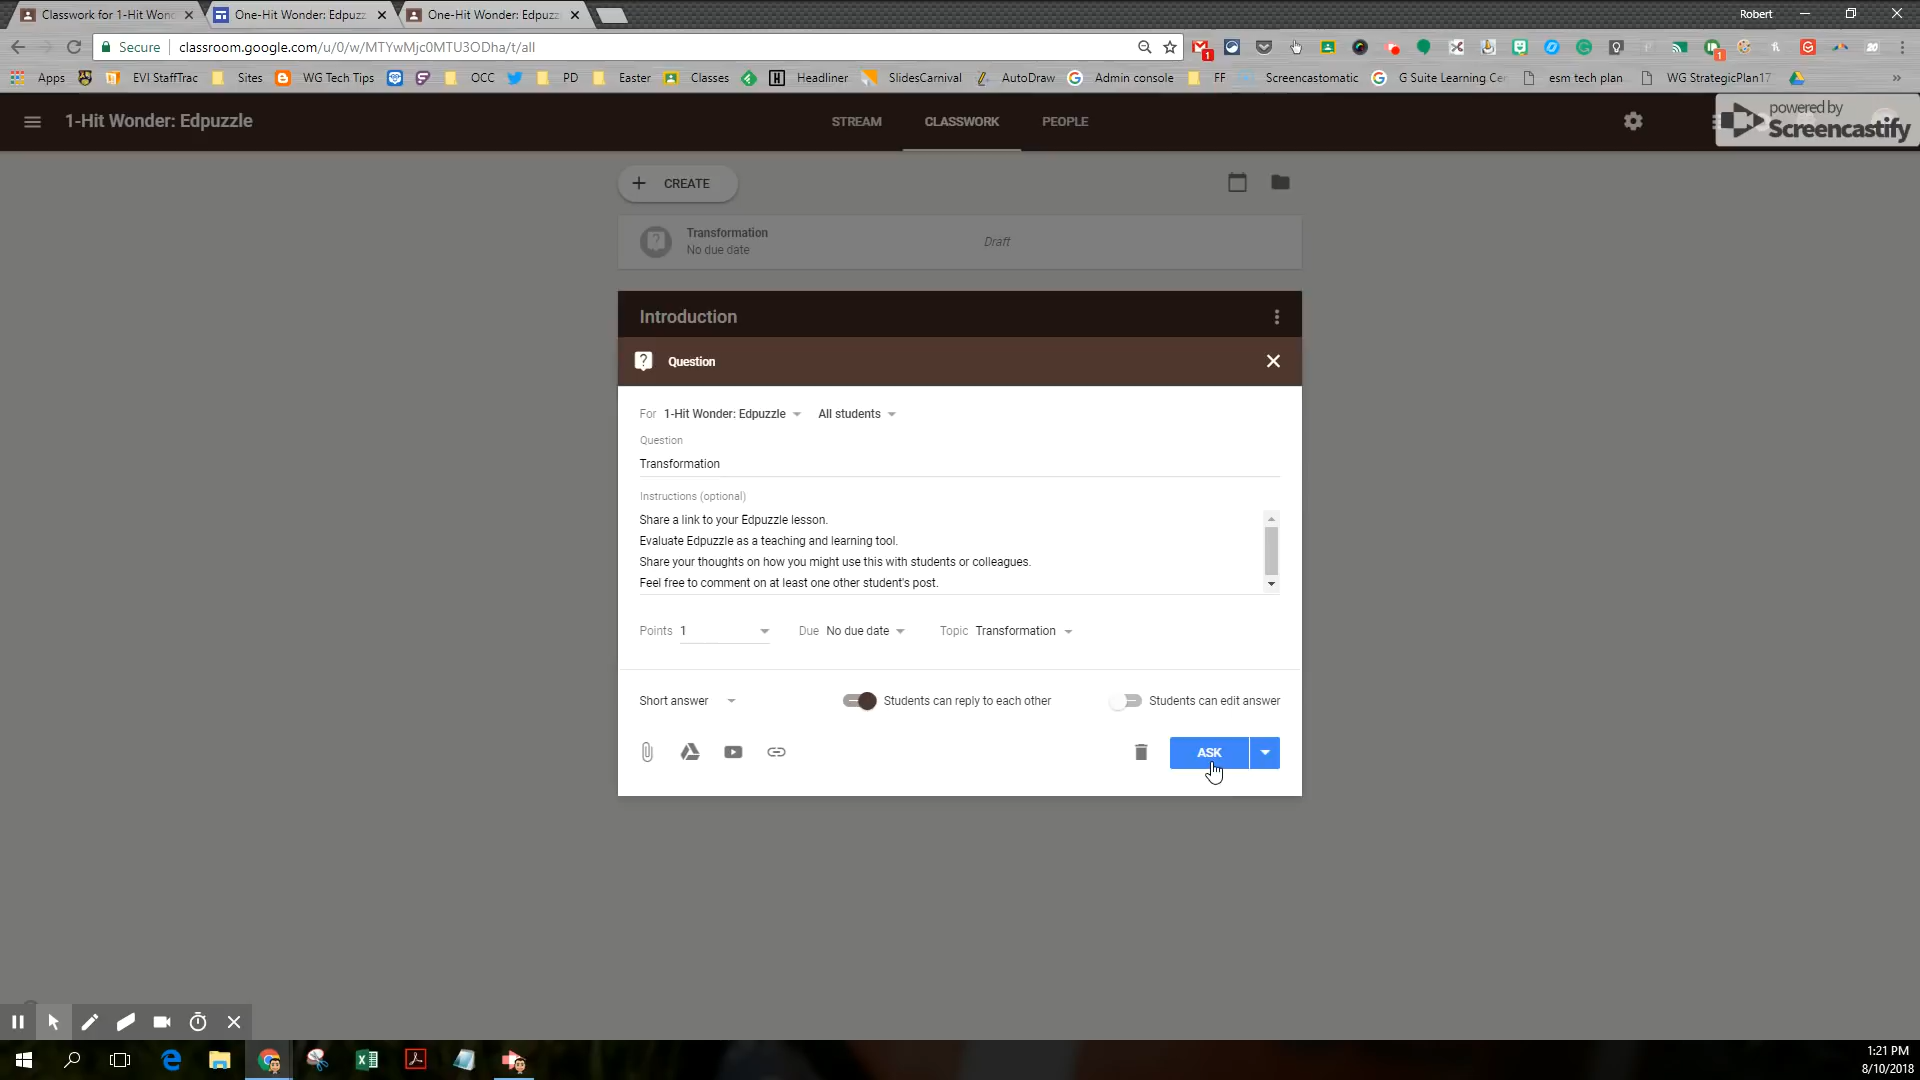 Classwork for 1-Hit Wond
One-Hit Wonder: Edpuzz
One-Hit Wonder: Edpuzz
Robert
Secure
classroom.google.com/u/0/w/MTYwMjc0MTU3ODha/t/all
Apps
EVI StaffTrac
Sites
WG Tech Tips
OCC
PD
Easter
Classes
Headliner
SlidesCarnival
AutoDraw
Admin console
FF
Screencastomatic
G Suite Learning Cen
esm tech plan
WG StrategicPlan17
1-Hit Wonder: Edpuzzle
STREAM
CLASSWORK
PEOPLE
powered by
Screencastify
CREATE
Transformation
No due date
Draft
Introduction
Question
For 1-Hit Wonder: Edpuzzle All students
Question
Transformation
Instructions (optional)
Share a link to your Edpuzzle lesson.
Evaluate Edpuzzle as a teaching and learning tool.
Share your thoughts on how you might use this with students or colleagues.
Feel free to comment on at least one other student's post.
Points 1 Due No due date Topic Transformation
Short answer Students can reply to each other Students can edit answer
ASK
1:21 PM
8/10/2018